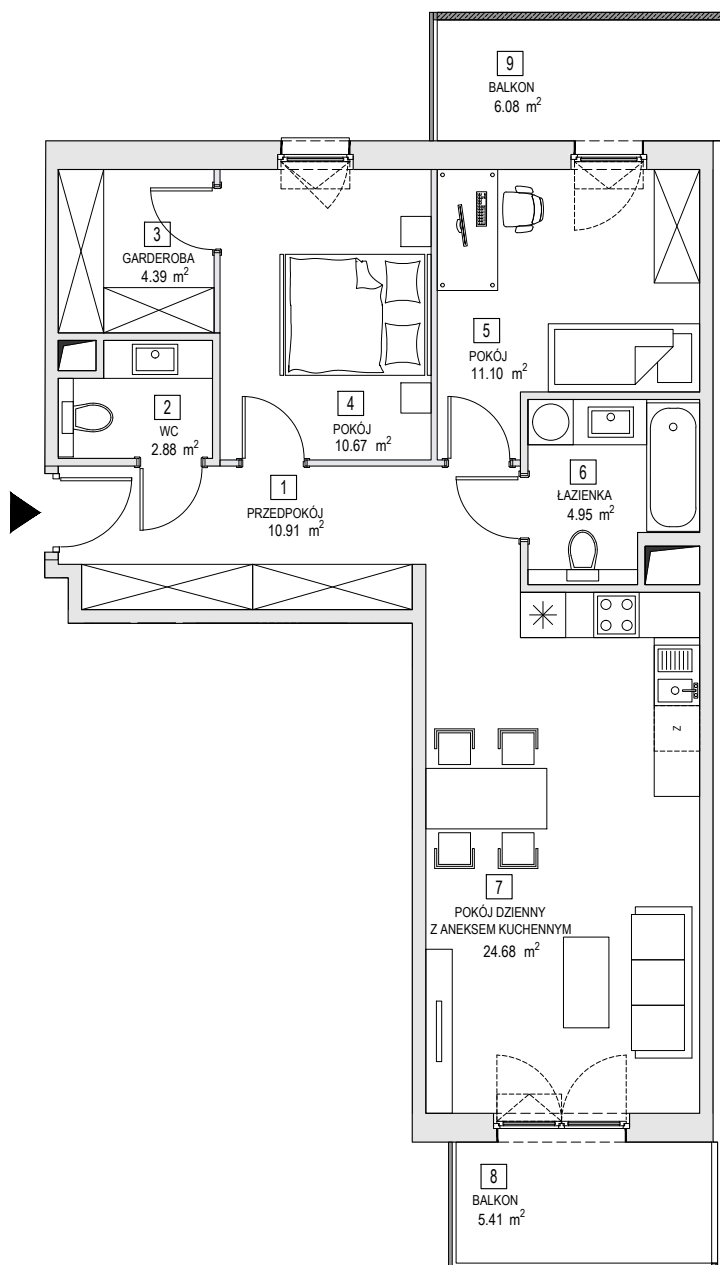 9
BALKON
6.08 m²
3
GARDEROBA
4.39 m²
5
POKÓJ
11.10 m²
2
WC
2.88 m²
4
POKÓJ
10.67 m²
1
PRZEDPOKÓJ
10.91 m²
6
ŁAZIENKA
4.95 m²
Z
7
POKÓJ DZIENNY
Z ANEKSEM KUCHENNYM
24.68 m²
8
BALKON
5.41 m²